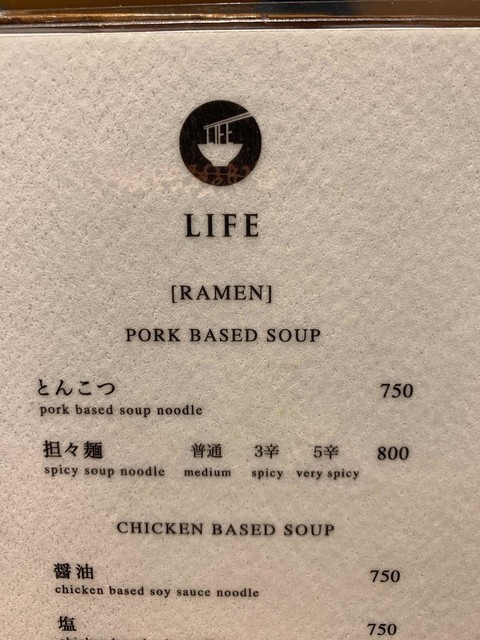 LIFE
LIFE
[RAMEN]
PORK BASED SOUP
とんこつ 750
pork based soup noodle
担々麺 普通 3辛 5辛 800
spicy soup noodle medium spicy very spicy
CHICKEN BASED SOUP
醤油 750
chicken based soy sauce noodle
塩 750